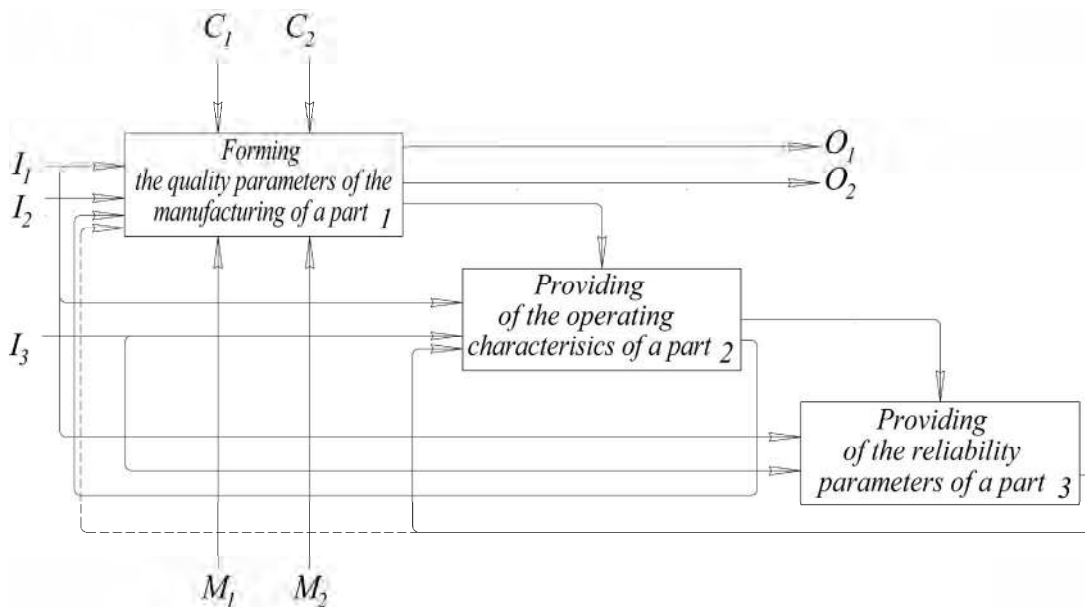 C1 C2
Forming
the quality parameters of the
manufacturing of a part 1
I1
I2
O1
O2
Providing
of the operating
characterisics of a part 2
I3
Providing
of the reliability
parameters of a part 3
M1 M2